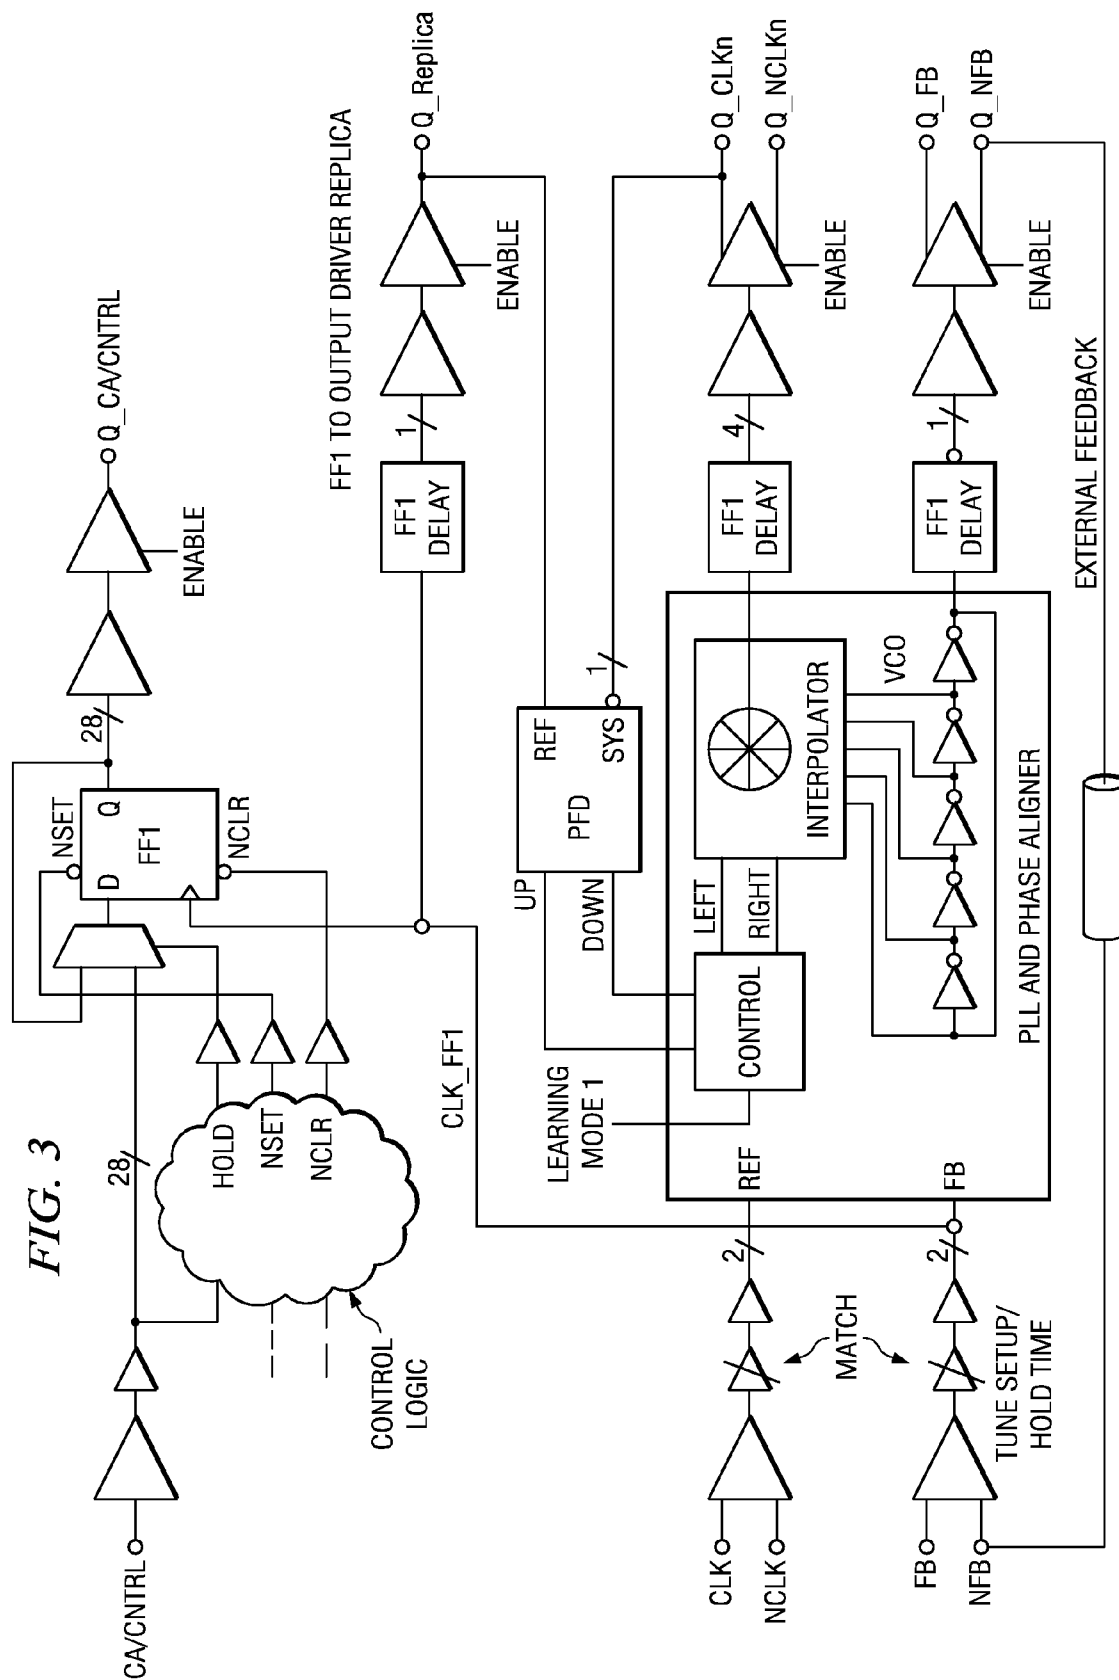 FIG. 3
CA/CNTRL
28
CONTROL
LOGIC
HOLD
NSET
NCLR
NSET
D
Q
FF1
NCLR
28
ENABLE
Q_CA/CNTRL
CLK_FF1
FF1 TO OUTPUT DRIVER REPLICA
FF1
DELAY
1
ENABLE
Q_Replica
LEARNING
MODE 1
UP
DOWN
PFD
REF
SYS
1
CLK
NCLK
2
REF
CONTROL
LEFT
RIGHT
INTERPOLATOR
FF1
DELAY
4
ENABLE
Q_CLKn
Q_NCLKn
MATCH
FB
NFB
TUNE SETUP/
HOLD TIME
2
FB
VCO
PLL AND PHASE ALIGNER
FF1
DELAY
1
ENABLE
Q_FB
Q_NFB
EXTERNAL FEEDBACK